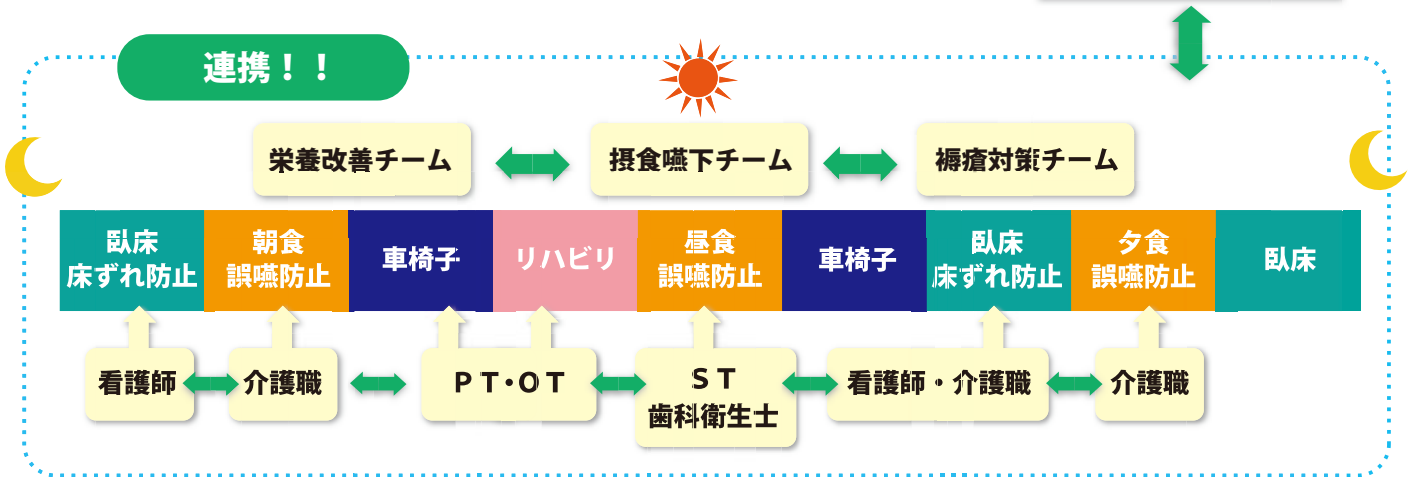 連携！！
栄養改善チーム
摂食嚥下チーム
褥瘡対策チーム
臥床
床ずれ防止
朝食
誤嚥防止
車椅子
リハビリ
昼食
誤嚥防止
車椅子
臥床
床ずれ防止
夕食
誤嚥防止
臥床
看護師
介護職
ＰＴ・ＯＴ
ＳＴ
歯科衛生士
看護師・介護職
介護職